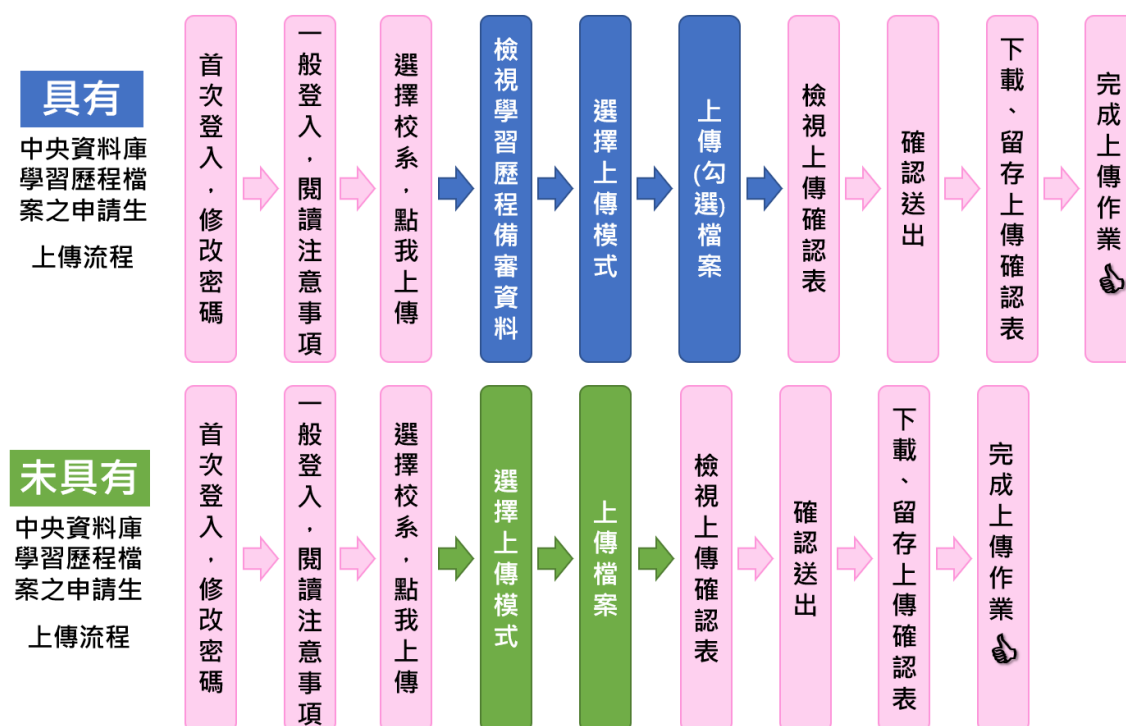 具有
中央資料庫
學習歷程檔
案之申請生
上傳流程
首次登入，修改密碼
一般登入，閱讀注意事項
選擇校系，點我上傳
檢視學習歷程備審資料
選擇上傳模式
上傳(勾選)檔案
檢視上傳確認表
確認送出
下載、留存上傳確認表
完成上傳作業
未具有
中央資料庫
學習歷程檔
案之申請生
上傳流程
首次登入，修改密碼
一般登入，閱讀注意事項
選擇校系，點我上傳
選擇上傳模式
上傳檔案
檢視上傳確認表
確認送出
下載、留存上傳確認表
完成上傳作業